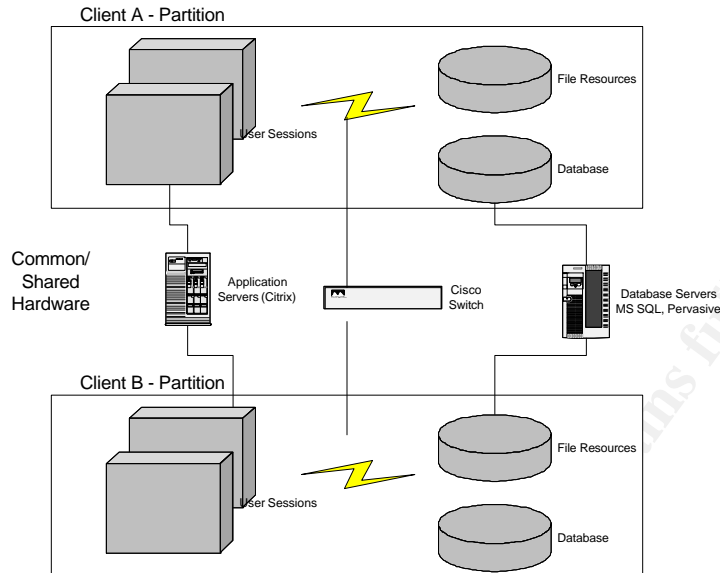 Client A - Partition
File Resources
User Sessions
Database
Common/
Shared
Hardware
Application
Servers (Citrix)
Cisco
Switch
Database Servers
MS SQL, Pervasive
Client B - Partition
File Resources
User Sessions
Database